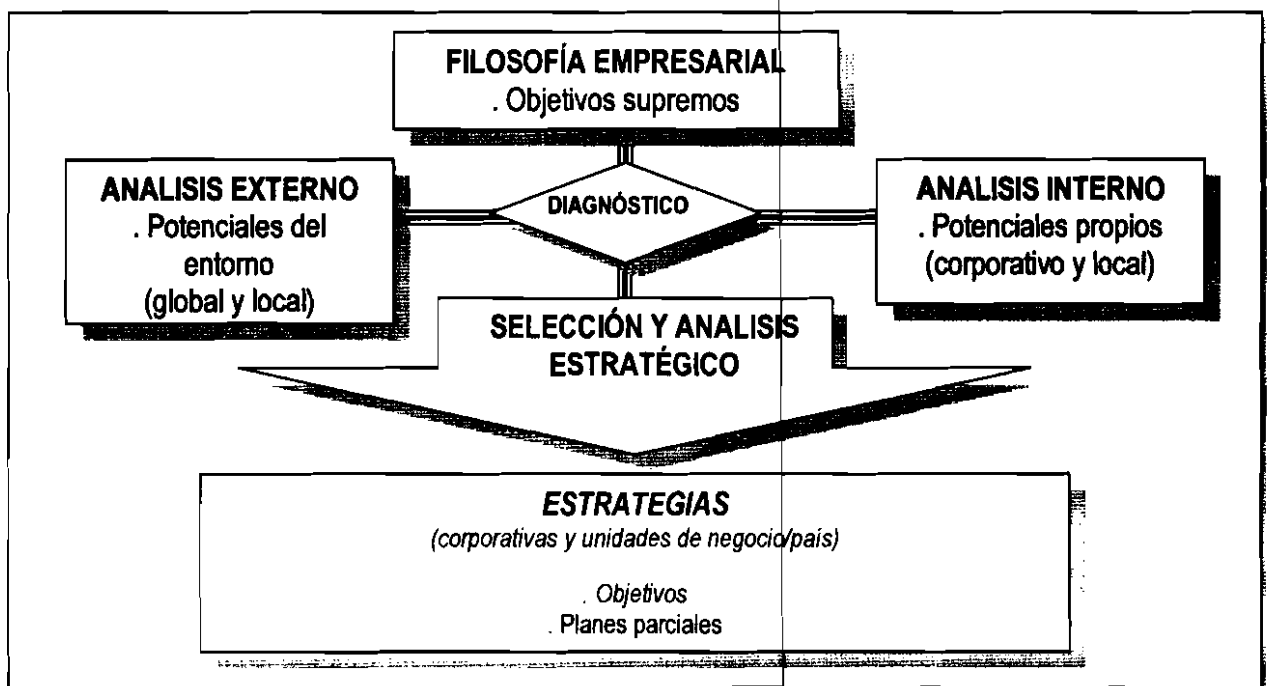 FILOSOFÍA EMPRESARIAL
. Objetivos supremos
ANALISIS EXTERNO
. Potenciales del
entorno
(global y local)
DIAGNÓSTICO
ANALISIS INTERNO
. Potenciales propios
(corporativo y local)
SELECCIÓN Y ANALISIS
ESTRATÉGICO
ESTRATEGIAS
(corporativas y unidades de negocio/país)
. Objetivos
. Planes parciales